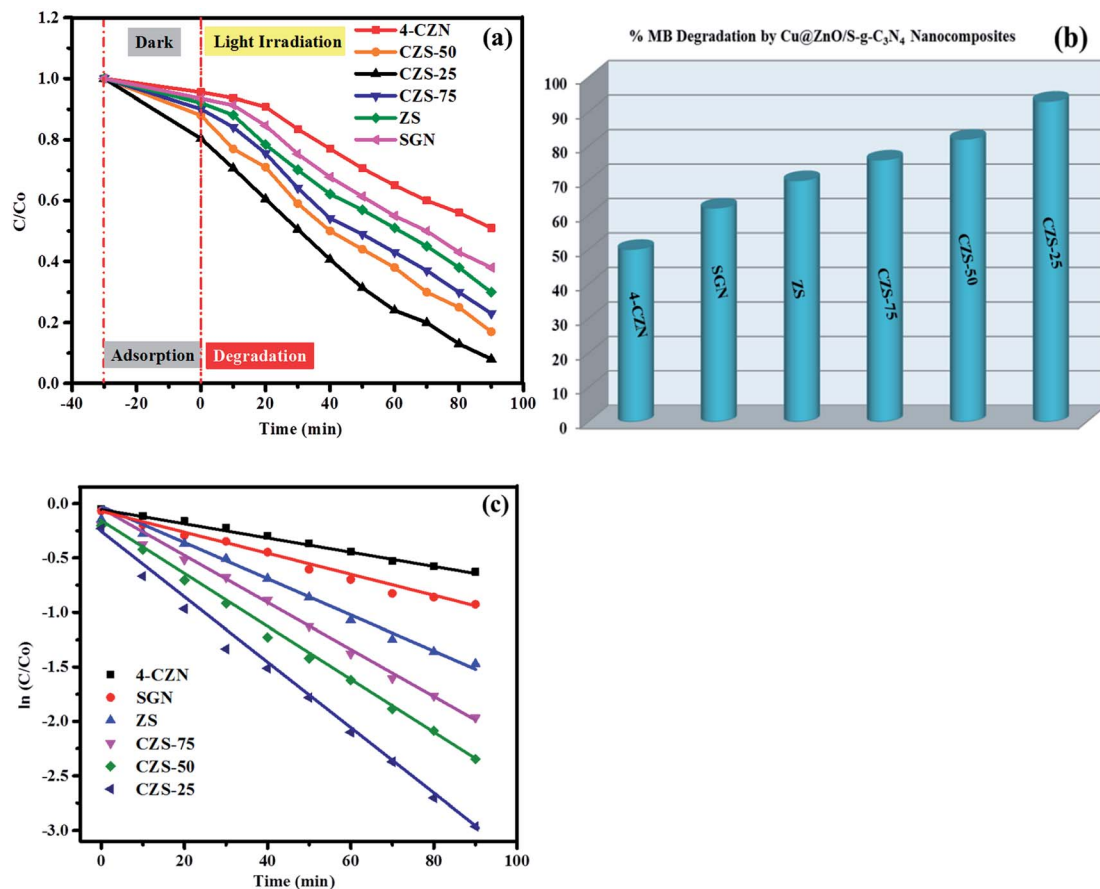 (a)
1.2
1.0
0.8
0.6
0.4
0.2
0.0
C/Co
Dark
Light Irradiation
4-CZN
CZS-50
CZS-25
CZS-75
ZS
SGN
Adsorption
Degradation
-40 -20 0 20 40 60 80 100
Time (min)
% MB Degradation by Cu@ZnO/S-g-C₃N₄ Nanocomposites
(b)
100
90
80
70
60
50
40
30
20
10
0
4-CZN
SGN
ZS
CZS-75
CZS-50
CZS-25
(c)
0.0
-0.5
-1.0
-1.5
-2.0
-2.5
-3.0
ln (C/Co)
4-CZN
SGN
ZS
CZS-75
CZS-50
CZS-25
0 20 40 60 80 100
Time (min)